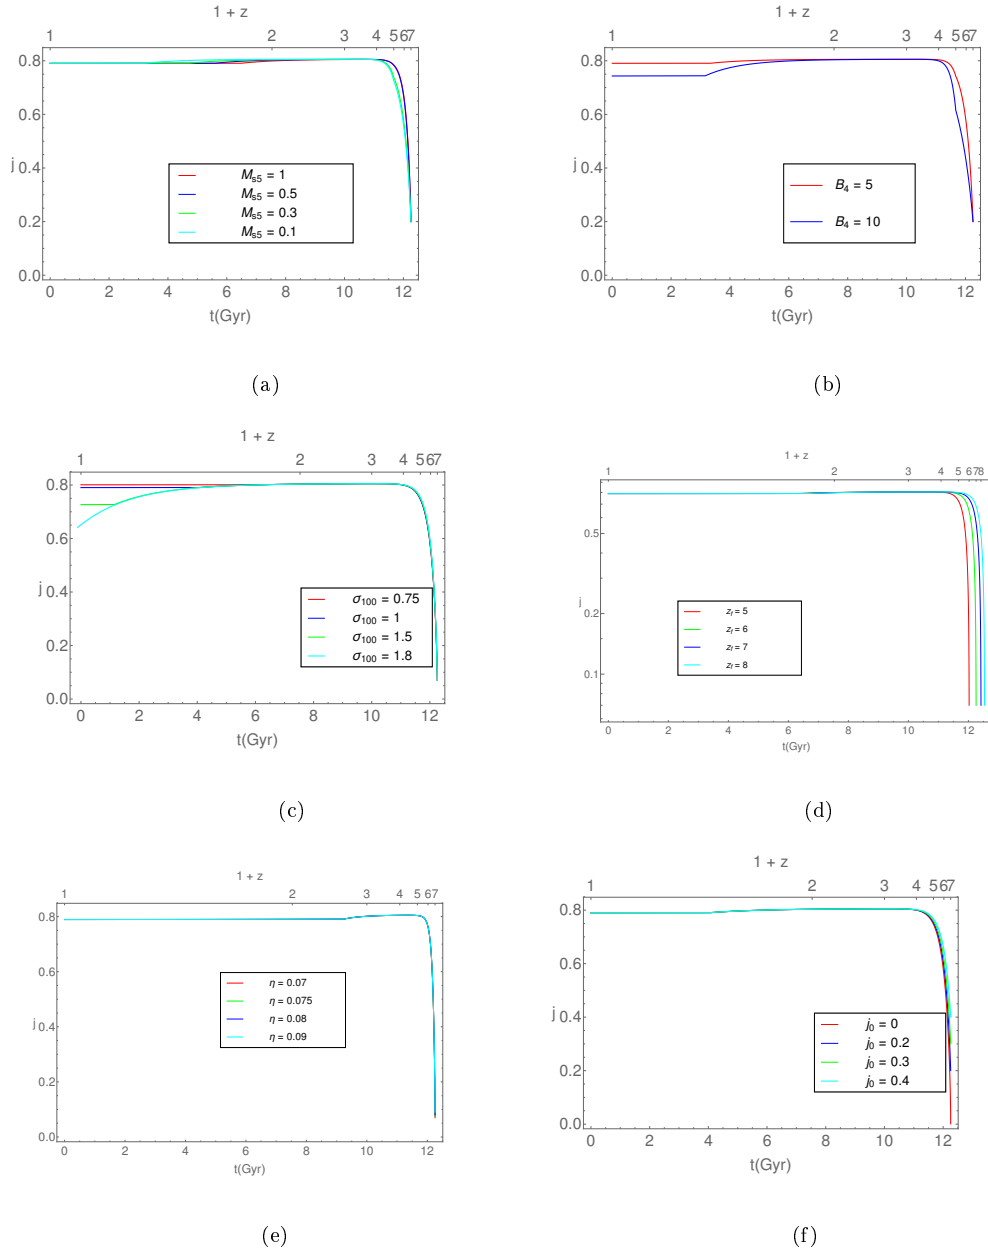 1 + z
1 2 3 4 5 6 7
0.8
0.6
j 0.4
0.2
0.0
M_s5 = 1
M_s5 = 0.5
M_s5 = 0.3
M_s5 = 0.1
0 2 4 6 8 10 12
t(Gyr)
(a)
1 + z
1 2 3 4 5 6 7
0.8
0.6
j 0.4
0.2
0.0
B_4 = 5
B_4 = 10
0 2 4 6 8 10 12
t(Gyr)
(b)
1 + z
1 2 3 4 5 6 7
0.8
0.6
j 0.4
0.2
0.0
σ_100 = 0.75
σ_100 = 1
σ_100 = 1.5
σ_100 = 1.8
0 2 4 6 8 10 12
t(Gyr)
(c)
1 + z
1 2 3 4 5 6 7 8
0.5
j
0.2
0.1
z_f = 5
z_f = 6
z_f = 7
z_f = 8
0 2 4 6 8 10 12
t(Gyr)
(d)
1 + z
1 2 3 4 5 6 7
0.8
0.6
j 0.4
0.2
0.0
η = 0.07
η = 0.075
η = 0.08
η = 0.09
0 2 4 6 8 10 12
t(Gyr)
(e)
1 + z
1 2 3 4 5 6 7
0.8
0.6
j 0.4
0.2
0.0
j_0 = 0
j_0 = 0.2
j_0 = 0.3
j_0 = 0.4
0 2 4 6 8 10 12
t(Gyr)
(f)